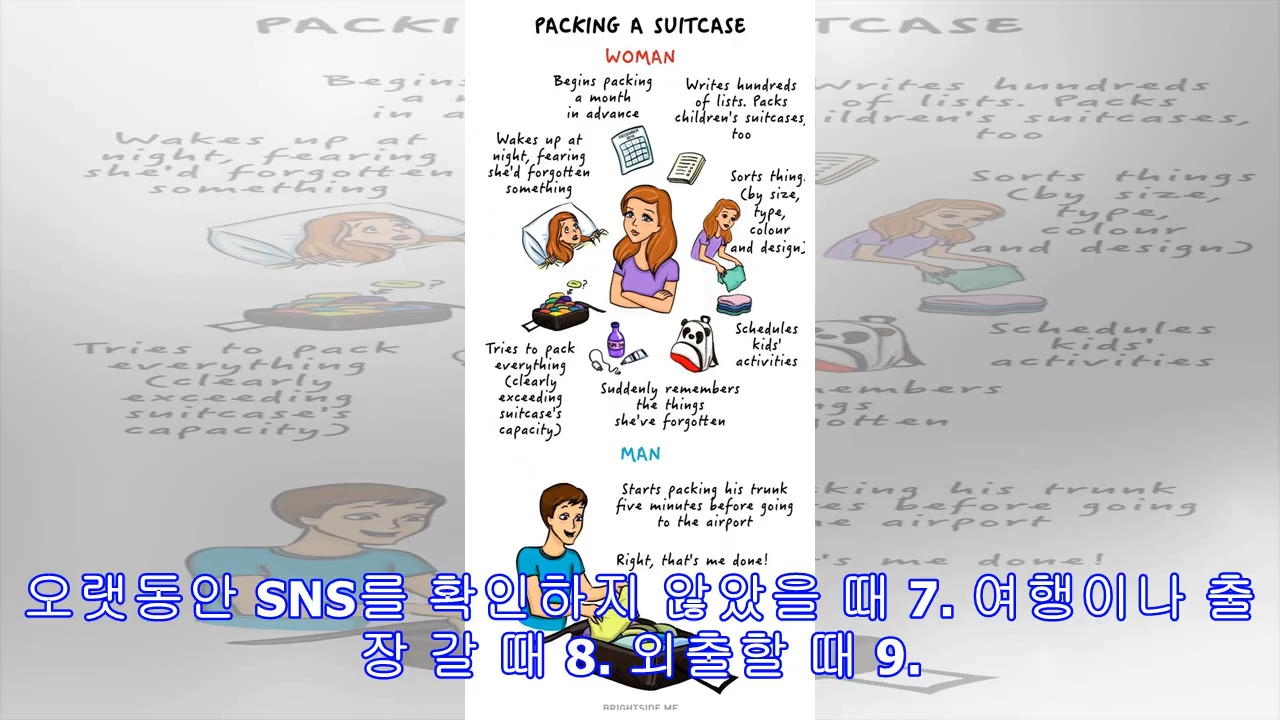 PACKING A SUITCASE
WOMAN
Begins packing
a month
in advance
Writes hundreds
of lists. Packs
children's suitcases,
too
Wakes up at
night, fearing
she'd forgotten
something
DECEMBER
Sorts thing
(by size,
type,
colour
and design)
Schedules
kids'
activities
Tries to pack
everything
(clearly
exceeding
suitcase's
capacity)
Suddenly remembers
the things
she've forgotten
MAN
Starts packing his trunk
five minutes before going
to the airport
Right, that's me done!
오랫동안 SNS를 확인하지 않았을 때 7. 여행이나 출
장 갈 때 8. 외출할 때 9.
BRIGHTSIDE.ME